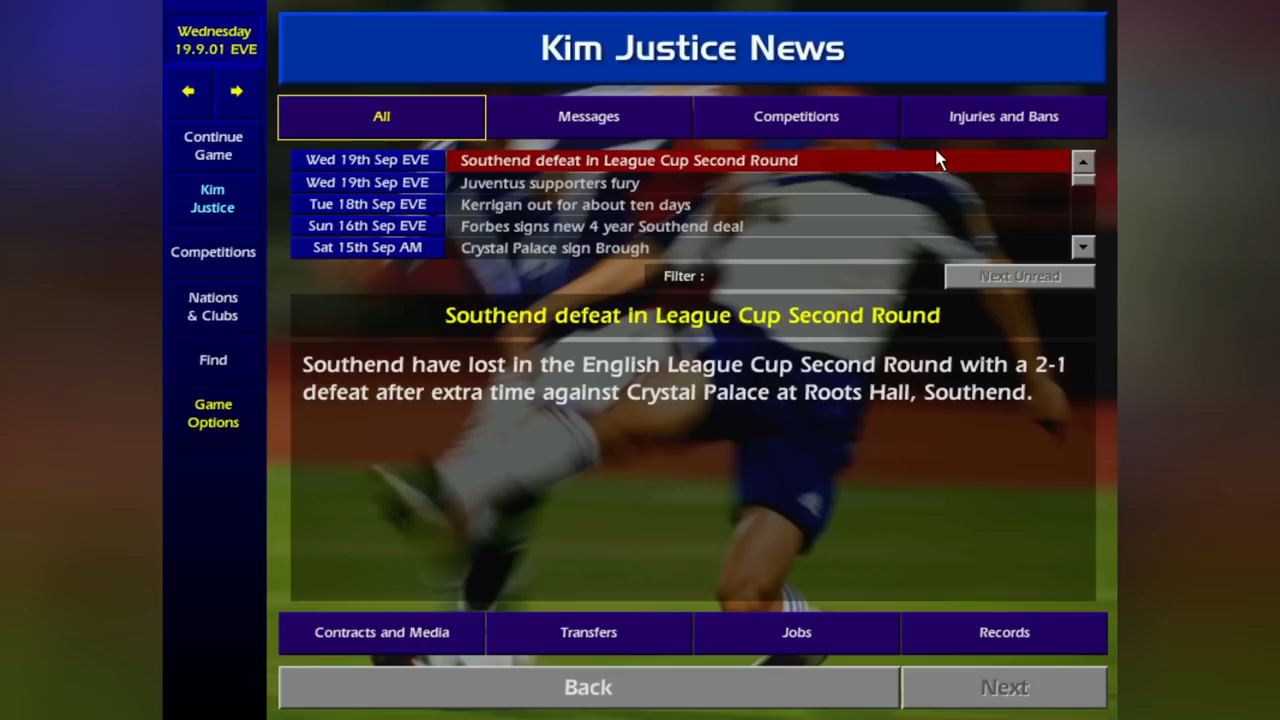 Wednesday
19.9.01 EVE
Continue
Game
Kim
Justice
Competitions
Nations
& Clubs
Find
Game
Options
Kim Justice News
All Messages Competitions Injuries and Bans
Wed 19th Sep EVE Southend defeat in League Cup Second Round
Wed 19th Sep EVE Juventus supporters fury
Tue 18th Sep EVE Kerrigan out for about ten days
Sun 16th Sep EVE Forbes signs new 4 year Southend deal
Sat 15th Sep AM Crystal Palace sign Brough
Filter : Next Unread
Southend defeat in League Cup Second Round
Southend have lost in the English League Cup Second Round with a 2-1
defeat after extra time against Crystal Palace at Roots Hall, Southend.
Contracts and Media Transfers Jobs Records
Back Next